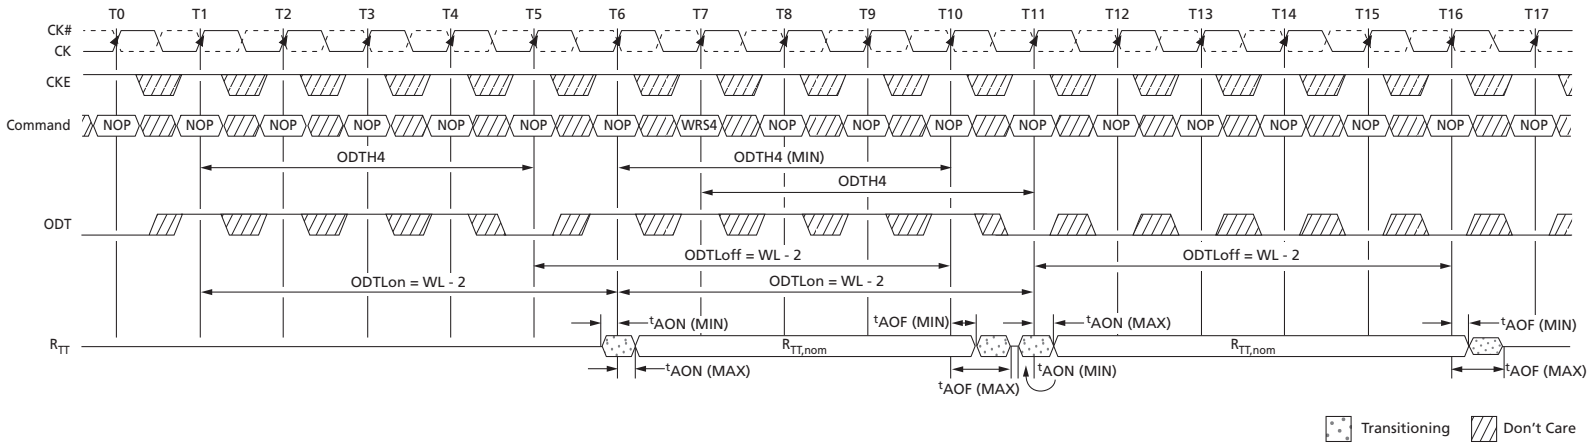 T0 T1 T2 T3 T4 T5 T6 T7 T8 T9 T10 T11 T12 T13 T14 T15 T16 T17
CK#
CK
CKE
Command NOP NOP NOP NOP NOP NOP NOP WRS4 NOP NOP NOP NOP NOP NOP NOP NOP NOP NOP
ODTH4 ODTH4 (MIN)
ODTH4
ODT
ODTLoff = WL - 2 ODTLoff = WL - 2
ODTLon = WL - 2 ODTLon = WL - 2
tAON (MIN) tAOF (MIN) tAON (MAX) tAOF (MIN)
RTT RTT,nom RTT,nom
tAON (MAX) tAON (MIN) tAOF (MAX)
tAOF (MAX)
Transitioning Don't Care